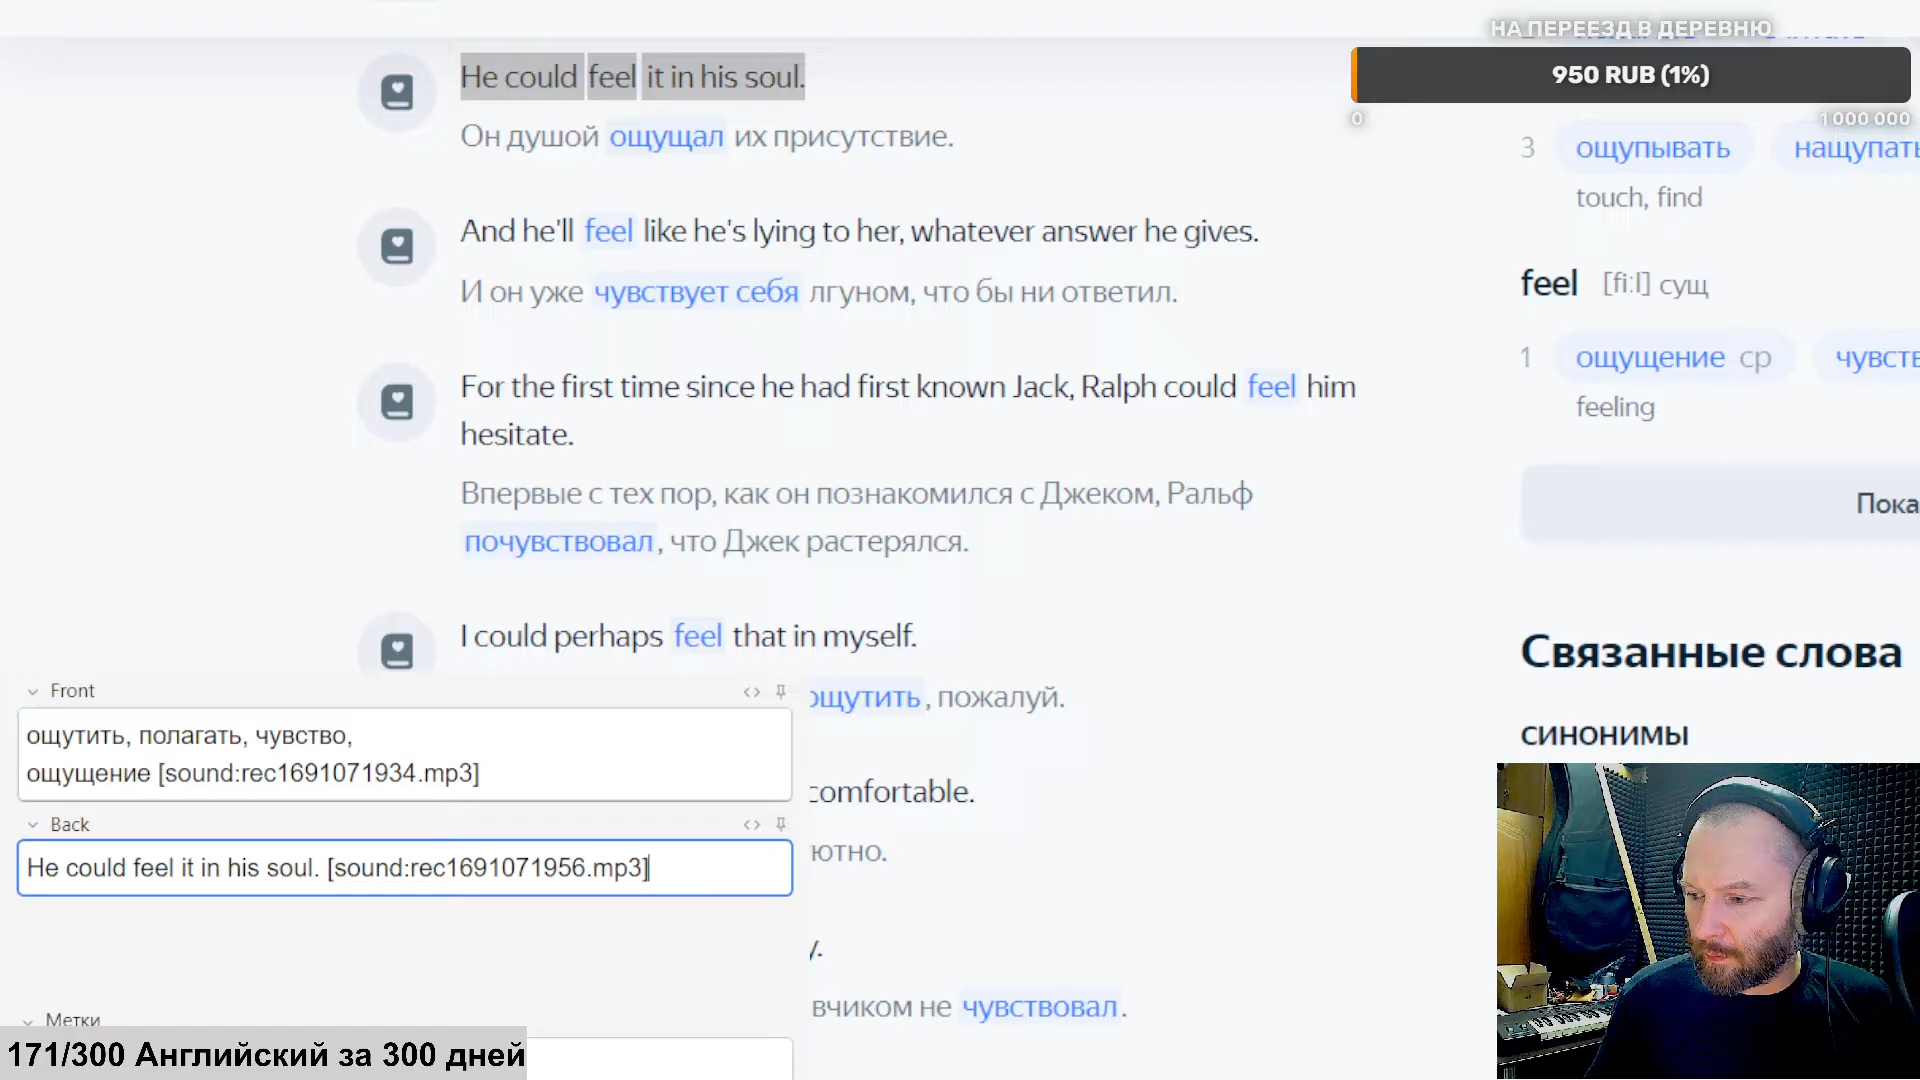 НА ПЕРЕЕЗД В ДЕРЕВНЮ
950 RUB (1%)
0
1 000 000
He could feel it in his soul.
Он душой ощущал их присутствие.
And he'll feel like he's lying to her, whatever answer he gives.
И он уже чувствует себя лгуном, что бы ни ответил.
For the first time since he had first known Jack, Ralph could feel him
hesitate.
Впервые с тех пор, как он познакомился с Джеком, Ральф
почувствовал, что Джек растерялся.
I could perhaps feel that in myself.
ощутить, пожалуй.
comfortable.
ютно.
y.
вчиком не чувствовал.
3 ощупывать нащупать
touch, find
feel [fi:l] сущ
1 ощущение ср чувств
feeling
Пока
Связанные слова
синонимы
Front
ощутить, полагать, чувство,
ощущение [sound:rec1691071934.mp3]
Back
He could feel it in his soul. [sound:rec1691071956.mp3]
Метки
171/300 Английский за 300 дней